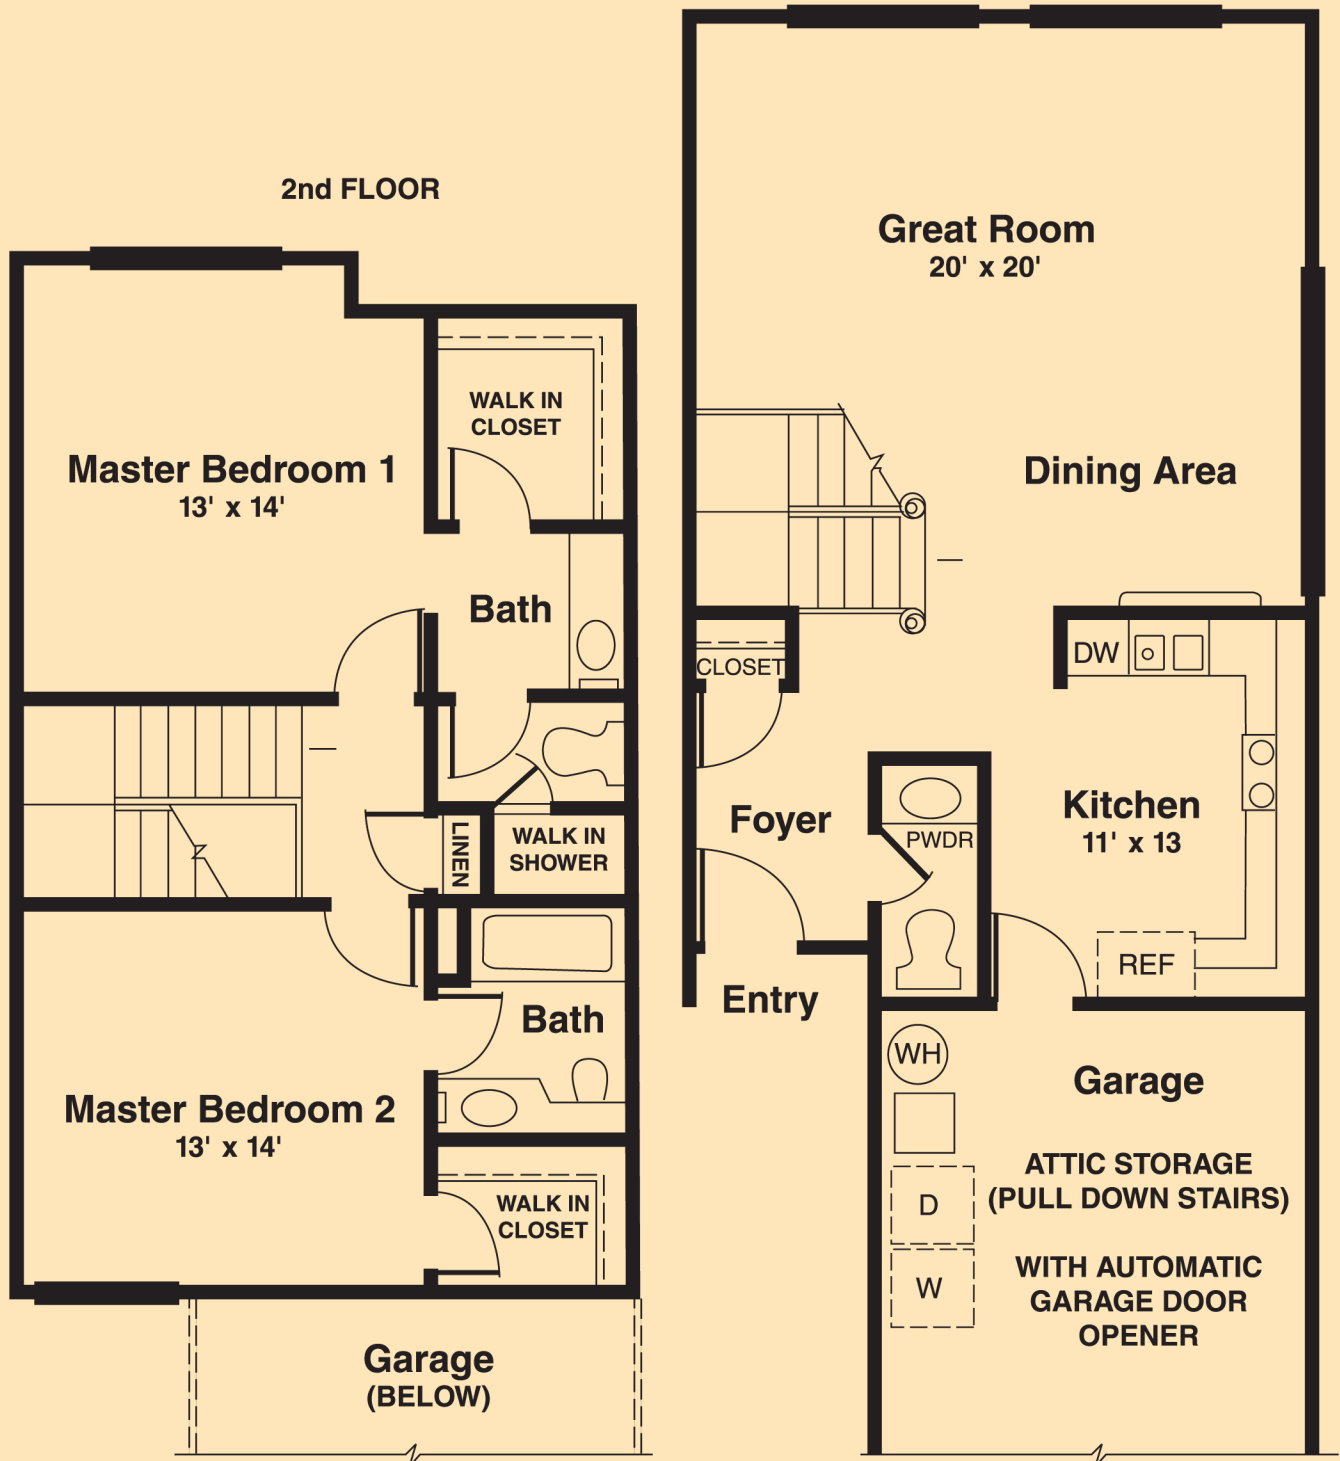 2nd FLOOR
Master Bedroom 1
13' x 14'
WALK IN
CLOSET
Bath
LINEN
WALK IN
SHOWER
Bath
Master Bedroom 2
13' x 14'
WALK IN
CLOSET
Garage
(BELOW)
Great Room
20' x 20'
Dining Area
CLOSET
DW
Foyer
PWDR
Kitchen
11' x 13
REF
Entry
WH
Garage
ATTIC STORAGE
(PULL DOWN STAIRS)
D
W
WITH AUTOMATIC
GARAGE DOOR
OPENER